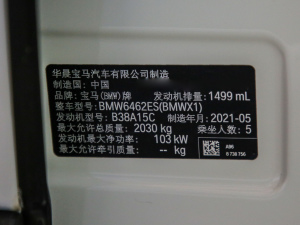 华晨宝马汽车有限公司制造
制造国：中国
品牌：宝马(BMW)牌 发动机排量：1499 mL
整车型号：BMW6462ES(BMWX1)
发动机型号：B38A15C 制造年月：2021-05
最大允许总质量：2030 kg 乘坐人数：5
发动机最大净功率：103 kW
最大允许牵引质量：-- kg
A96
8 738 756